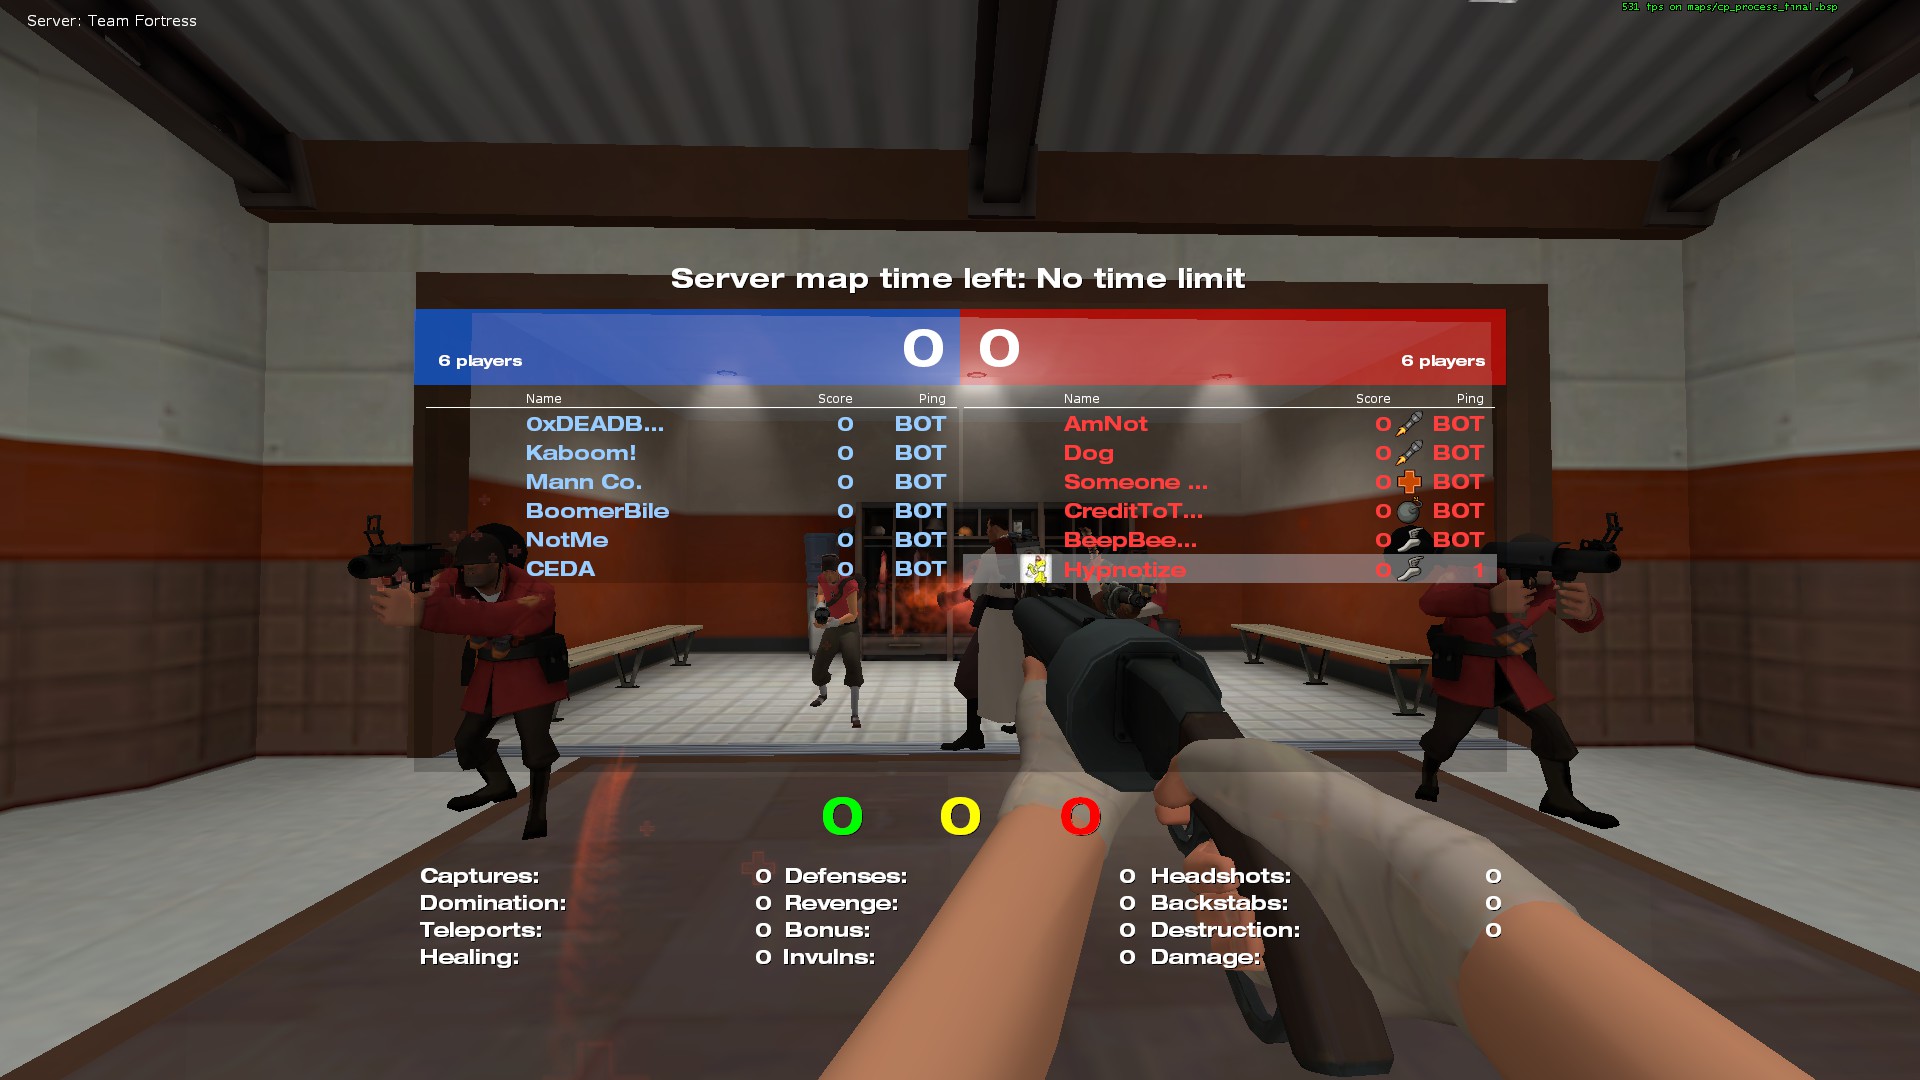 Server: Team Fortress
531 fps on maps/cp_process_final.bsp
Server map time left: No time limit
6 players 0 0 6 players
Name Score Ping Name Score Ping
0xDEADB... 0 BOT AmNot 0 BOT
Kaboom! 0 BOT Dog 0 BOT
Mann Co. 0 BOT Someone ... 0 BOT
BoomerBile 0 BOT CreditToT... 0 BOT
NotMe 0 BOT BeepBee... 0 BOT
CEDA 0 BOT Hypnotize 0 1
0 0 0
Captures: 0 Defenses: 0 Headshots: 0
Domination: 0 Revenge: 0 Backstabs: 0
Teleports: 0 Bonus: 0 Destruction: 0
Healing: 0 Invulns: 0 Damage: